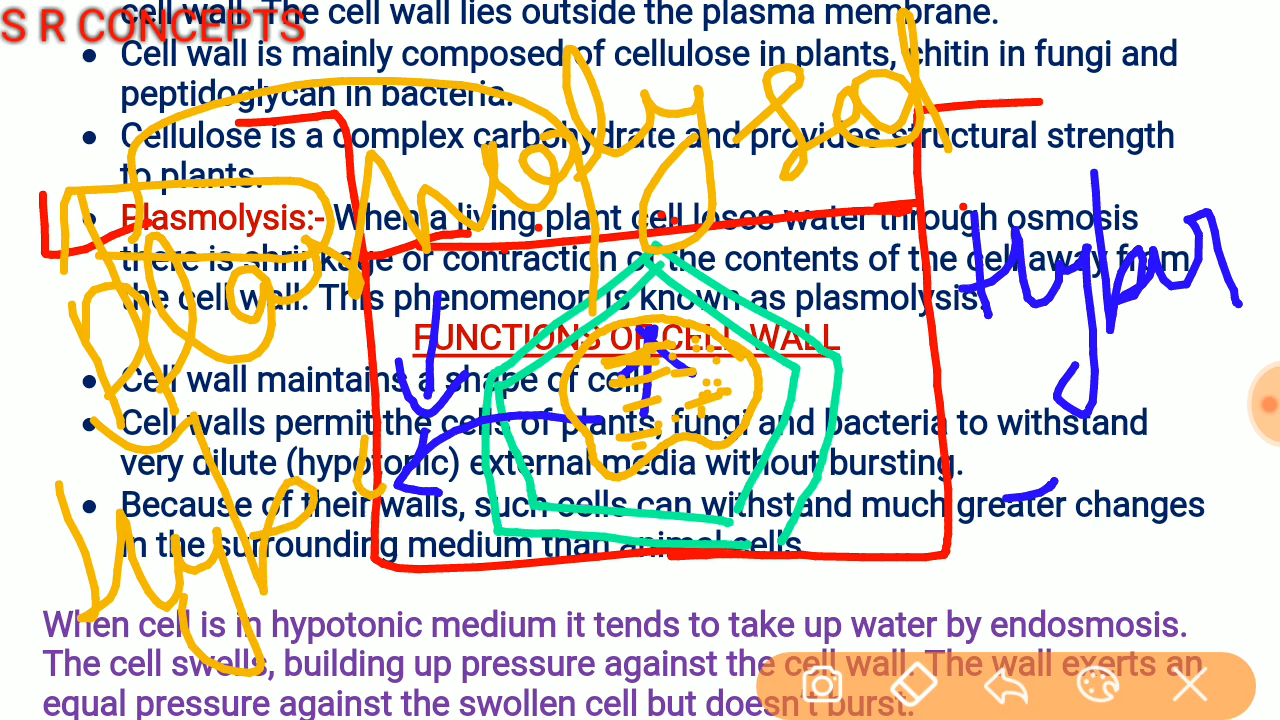 cell wall. The cell wall lies outside the plasma membrane.
S R CONCEPTS
● Cell wall is mainly composed of cellulose in plants, chitin in fungi and
peptidoglycan in bacteria.
● Cellulose is a complex carbohydrate and provides structural strength
to plants.
● Plasmolysis:- When a living plant cell loses water through osmosis
there is shrinkage or contraction of the contents of the cell away from
the cell wall. This phenomenon is known as plasmolysis.
FUNCTIONS OF CELL WALL
● Cell wall maintains a shape of cell.
● Cell walls permit the cells of plants, fungi and bacteria to withstand
very dilute (hypotonic) external media without bursting.
● Because of their walls, such cells can withstand much greater changes
in the surrounding medium than animal cells.
When cell is in hypotonic medium it tends to take up water by endosmosis.
The cell swells, building up pressure against the cell wall. The wall exerts an
equal pressure against the swollen cell but doesn't burst.
Hyper